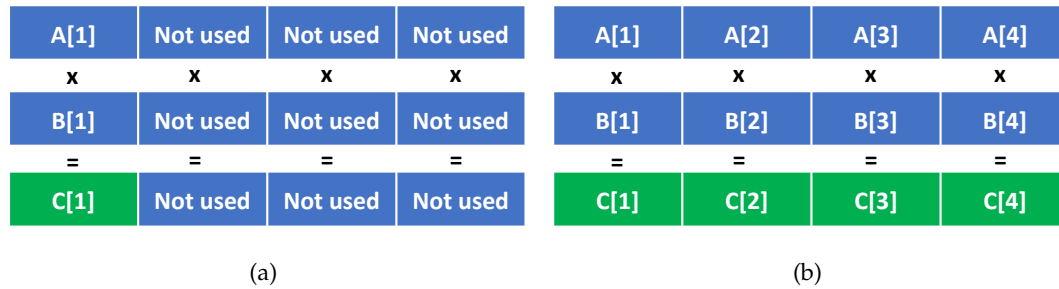 A[1] Not used Not used Not used
x x x x
B[1] Not used Not used Not used
= = = =
C[1] Not used Not used Not used
(a)
A[1] A[2] A[3] A[4]
x x x x
B[1] B[2] B[3] B[4]
= = = =
C[1] C[2] C[3] C[4]
(b)